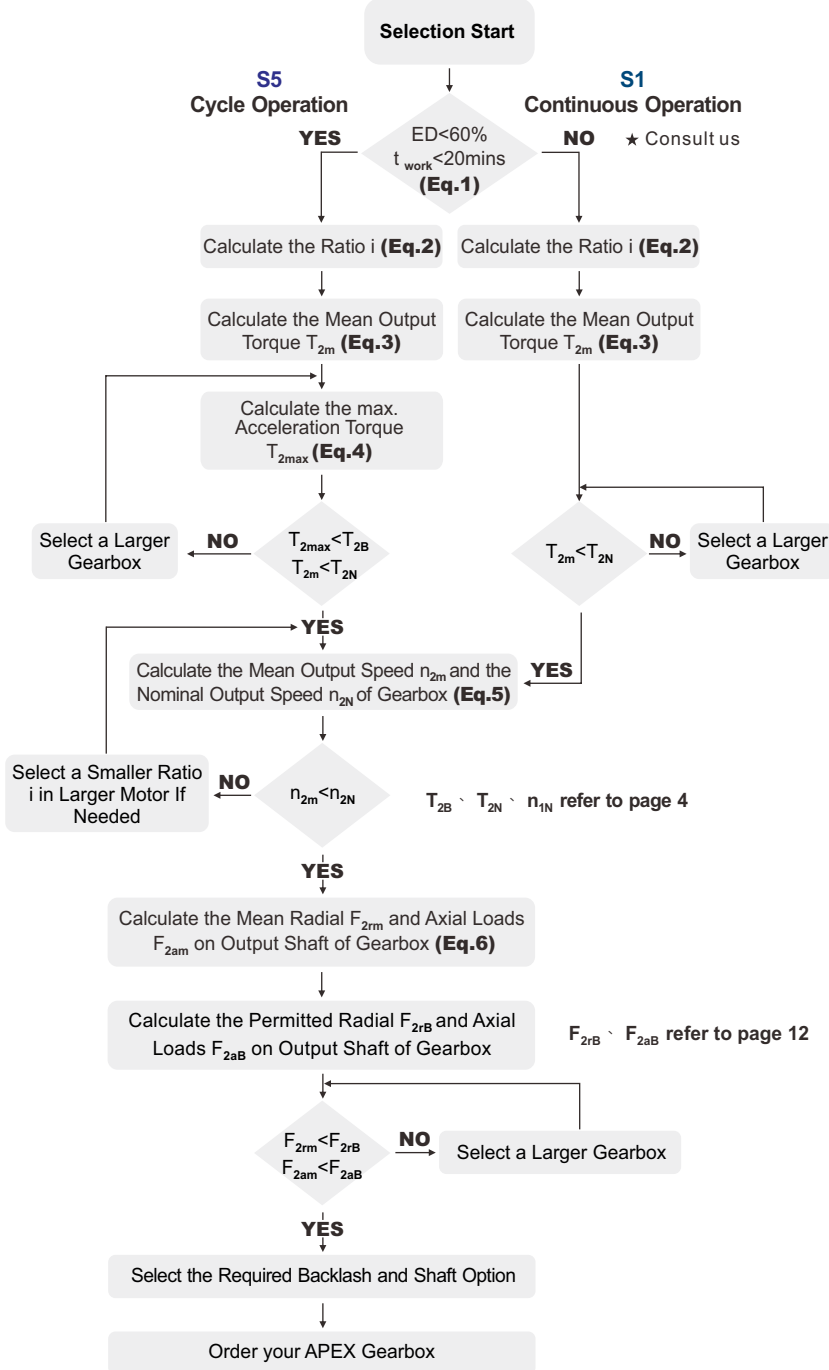 Selection Start
S5
Cycle Operation
S1
Continuous Operation
YES
ED<60%
t work<20mins
(Eq.1)
NO
★ Consult us
Calculate the Ratio i (Eq.2)
Calculate the Ratio i (Eq.2)
Calculate the Mean Output
Torque T2m (Eq.3)
Calculate the Mean Output
Torque T2m (Eq.3)
Calculate the max.
Acceleration Torque
T2max (Eq.4)
Select a Larger
Gearbox
NO
T2max<T2B
T2m<T2N
T2m<T2N
NO
Select a Larger
Gearbox
YES
Calculate the Mean Output Speed n2m and the
Nominal Output Speed n2N of Gearbox (Eq.5)
YES
Select a Smaller Ratio
i in Larger Motor If
Needed
NO
n2m<n2N
T2B、 T2N、 n1N refer to page 4
YES
Calculate the Mean Radial F2rm and Axial Loads
F2am on Output Shaft of Gearbox (Eq.6)
Calculate the Permitted Radial F2rB and Axial
Loads F2aB on Output Shaft of Gearbox
F2rB、 F2aB refer to page 12
F2rm<F2rB
F2am<F2aB
NO
Select a Larger Gearbox
YES
Select the Required Backlash and Shaft Option
Order your APEX Gearbox